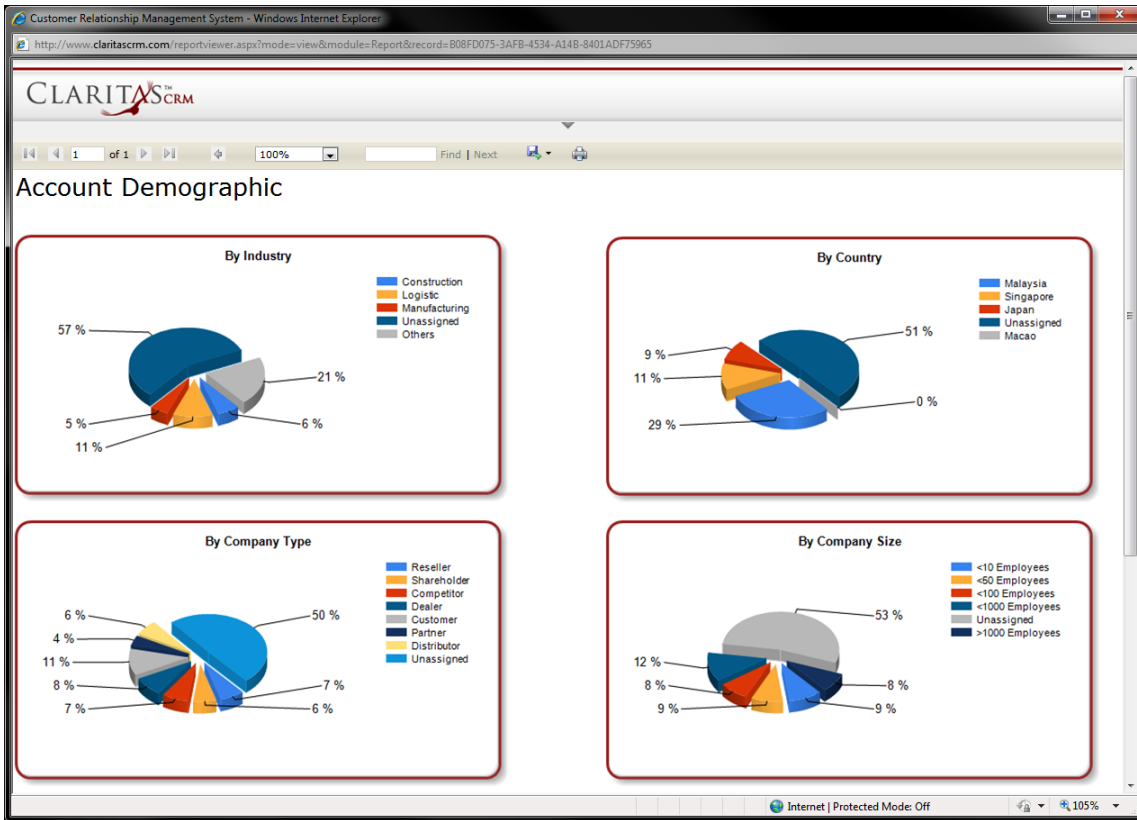 Customer Relationship Management System - Windows Internet Explorer
http://www.claritascrm.com/reportviewer.aspx?mode=view&module=Report&record=B08FD075-3AFB-4534-A14B-8401ADF75965
CLARITAS™CRM
1 of 1 100% Find | Next
Account Demographic
By Industry
Construction
Logistic
Manufacturing
Unassigned
Others
57 %
21 %
5 %
6 %
11 %
By Country
Malaysia
Singapore
Japan
Unassigned
Macao
51 %
9 %
11 %
0 %
29 %
By Company Type
Reseller
Shareholder
Competitor
Dealer
Customer
Partner
Distributor
Unassigned
6 %
50 %
4 %
11 %
8 %
7 %
7 %
6 %
By Company Size
<10 Employees
<50 Employees
<100 Employees
<1000 Employees
Unassigned
>1000 Employees
53 %
12 %
8 %
8 %
9 %
9 %
Internet | Protected Mode: Off
105%